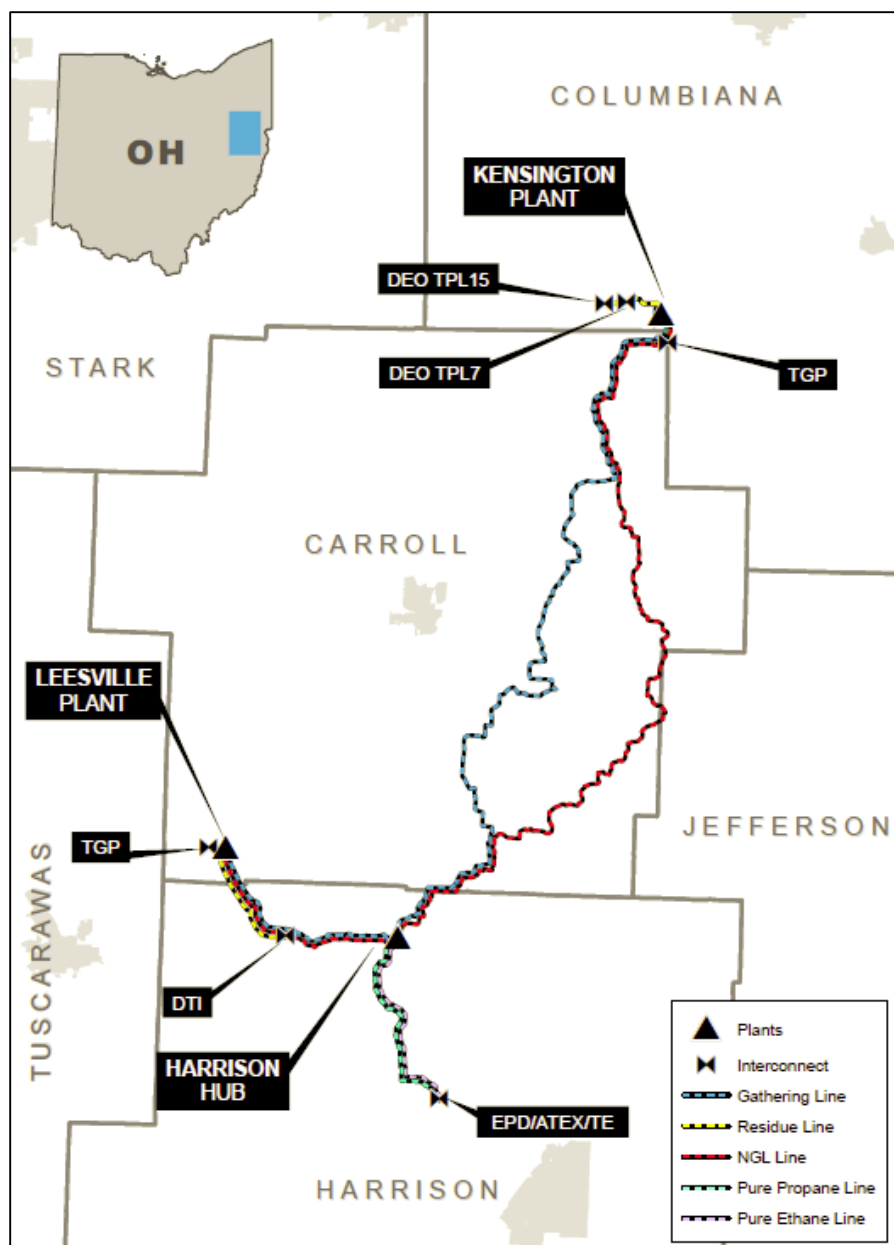 COLUMBIANA
OH
KENSINGTON
PLANT
DEO TPL15
STARK
DEO TPL7
TGP
CARROLL
LEESVILLE
PLANT
TGP
JEFFERSON
TUSCARAWAS
DTI
HARRISON
HUB
EPD/ATEX/TE
HARRISON
Plants
Interconnect
Gathering Line
Residue Line
NGL Line
Pure Propane Line
Pure Ethane Line